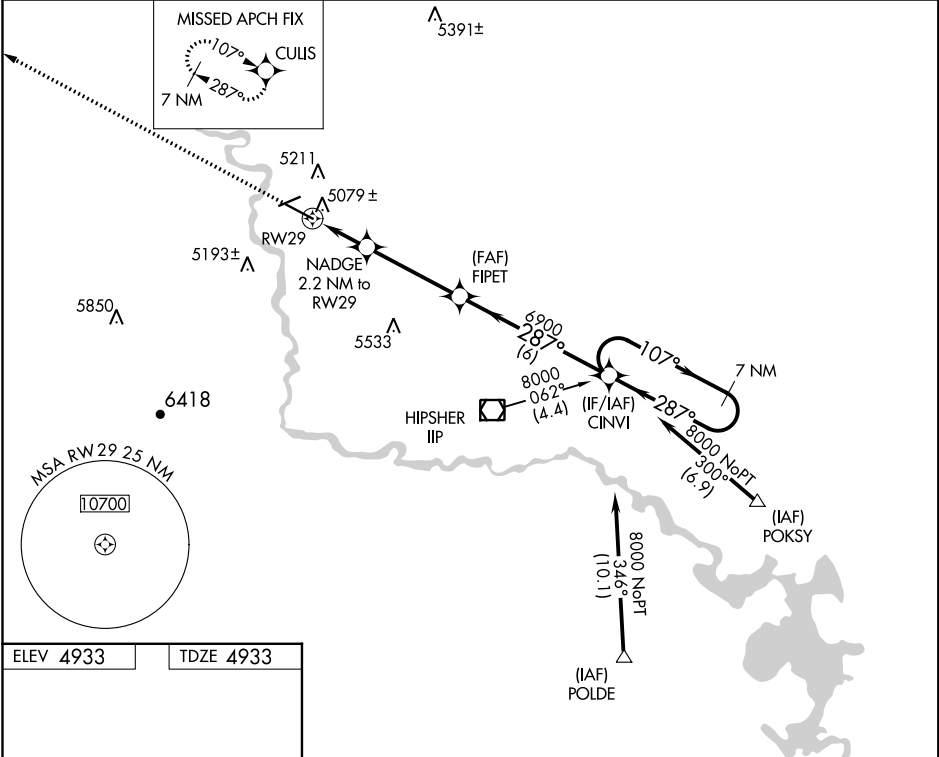 MISSED APCH FIX
107°
CULIS
287°
7 NM
5391±
5211
5079±
RW29
5193±
NADGE
2.2 NM to
RW29
(FAF)
FIPET
5850
5533
6900
287°
(6)
107°
7 NM
8000
062°
(4.4)
HIPSHER
IIP
(IF/IAF)
CINVI
287°
8000 NoPT
300°
(6.9)
6418
(IAF)
POKSY
MSA RW29 25 NM
10700
8000 NoPT
346°
(10.1)
(IAF)
POLDE
ELEV 4933
TDZE 4933